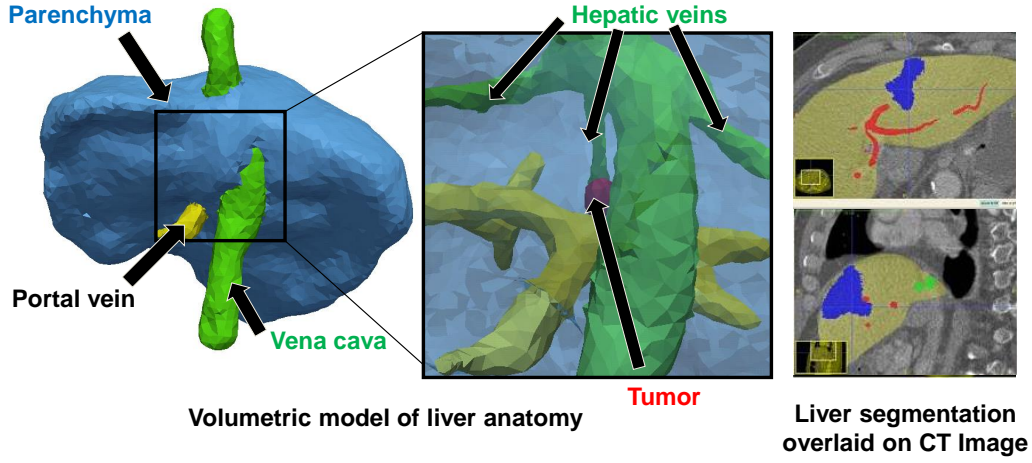 Parenchyma
Hepatic veins
Portal vein
Vena cava
Tumor
Volumetric model of liver anatomy
Liver segmentation
overlaid on CT Image